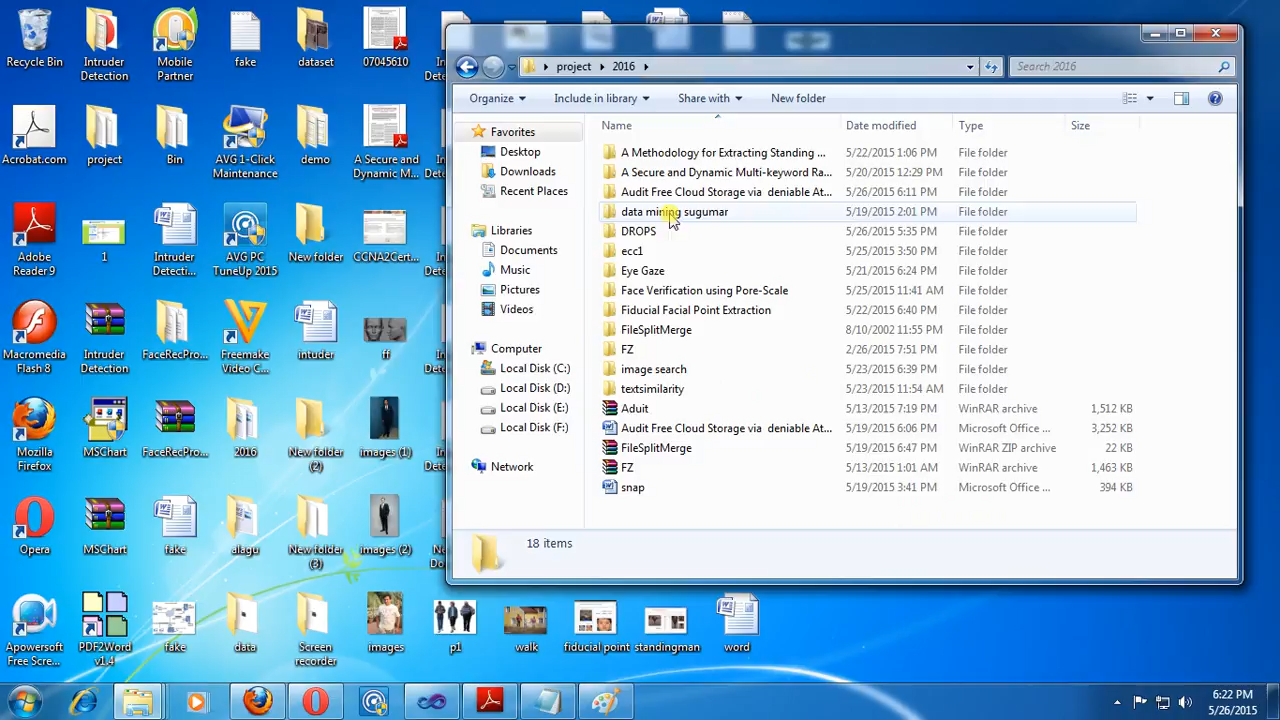 Recycle Bin
Intruder
Detection
Mobile
Partner
fake
dataset
07045610
Acrobat.com
project
Bin
AVG 1-Click
Maintenance
demo
A Secure and
Dynamic M...
Adobe
Reader 9
1
Intruder
Detecti...
AVG PC
TuneUp 2015
New folder
CCNA2Cert...
Macromedia
Flash 8
Intruder
Detection
FaceRecPro...
Freemake
Video C...
intuder
ff
Mozilla
Firefox
MSChart
FaceRecPro...
2016
New folder
(2)
images (1)
Opera
MSChart
fake
alagu
New folder
(3)
images (2)
Apowersoft
Free Scre...
PDF2Word
v1.4
fake
data
Screen
recorder
images
p1
walk
fiducial point
standingman
word
project
2016
Search 2016
Organize
Include in library
Share with
New folder
Favorites
Desktop
Downloads
Recent Places
Libraries
Documents
Music
Pictures
Videos
Computer
Local Disk (C:)
Local Disk (D:)
Local Disk (E:)
Local Disk (F:)
Network
Name Date modified Type Size
A Methodology for Extracting Standing ... 5/22/2015 1:06 PM File folder
A Secure and Dynamic Multi-keyword Ra... 5/20/2015 12:29 PM File folder
Audit Free Cloud Storage via deniable At... 5/26/2015 6:11 PM File folder
data mining sugumar 5/19/2015 2:01 PM File folder
DROPS 5/26/2015 5:35 PM File folder
ecc1 5/25/2015 3:50 PM File folder
Eye Gaze 5/21/2015 6:24 PM File folder
Face Verification using Pore-Scale 5/25/2015 11:41 AM File folder
Fiducial Facial Point Extraction 5/22/2015 6:40 PM File folder
FileSplitMerge 8/10/2002 11:55 PM File folder
FZ 2/26/2015 7:51 PM File folder
image search 5/23/2015 6:39 PM File folder
textsimilarity 5/23/2015 11:54 AM File folder
Aduit 5/13/2015 7:19 PM WinRAR archive 1,512 KB
Audit Free Cloud Storage via deniable At... 5/19/2015 6:06 PM Microsoft Office ... 3,252 KB
FileSplitMerge 5/19/2015 6:47 PM WinRAR ZIP archive 22 KB
FZ 5/13/2015 1:01 AM WinRAR archive 1,463 KB
snap 5/19/2015 3:41 PM Microsoft Office ... 394 KB
18 items
6:22 PM
5/26/2015